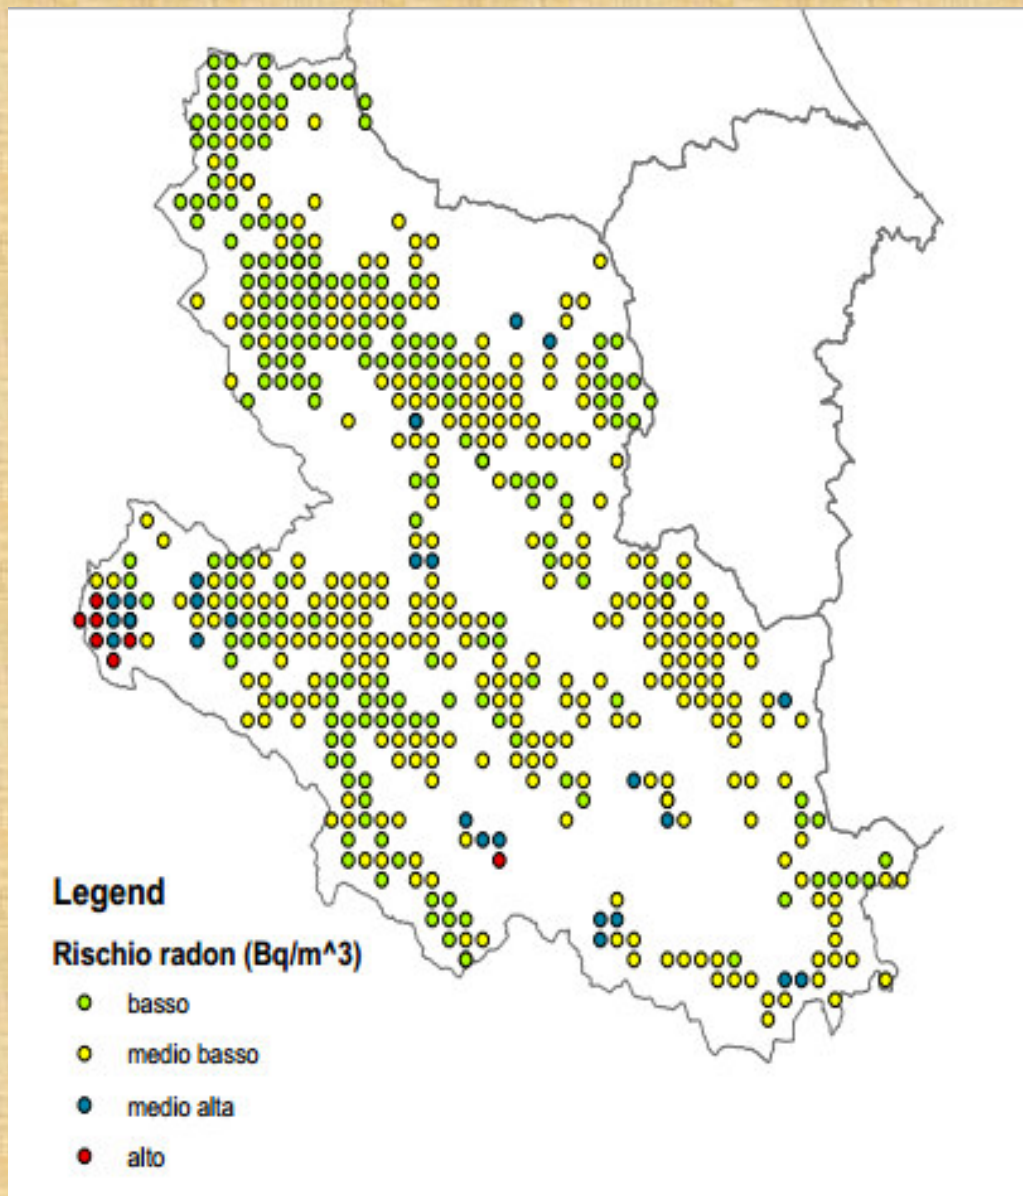 Legend
Rischio radon (Bq/m^3)
basso
medio basso
medio alta
alto